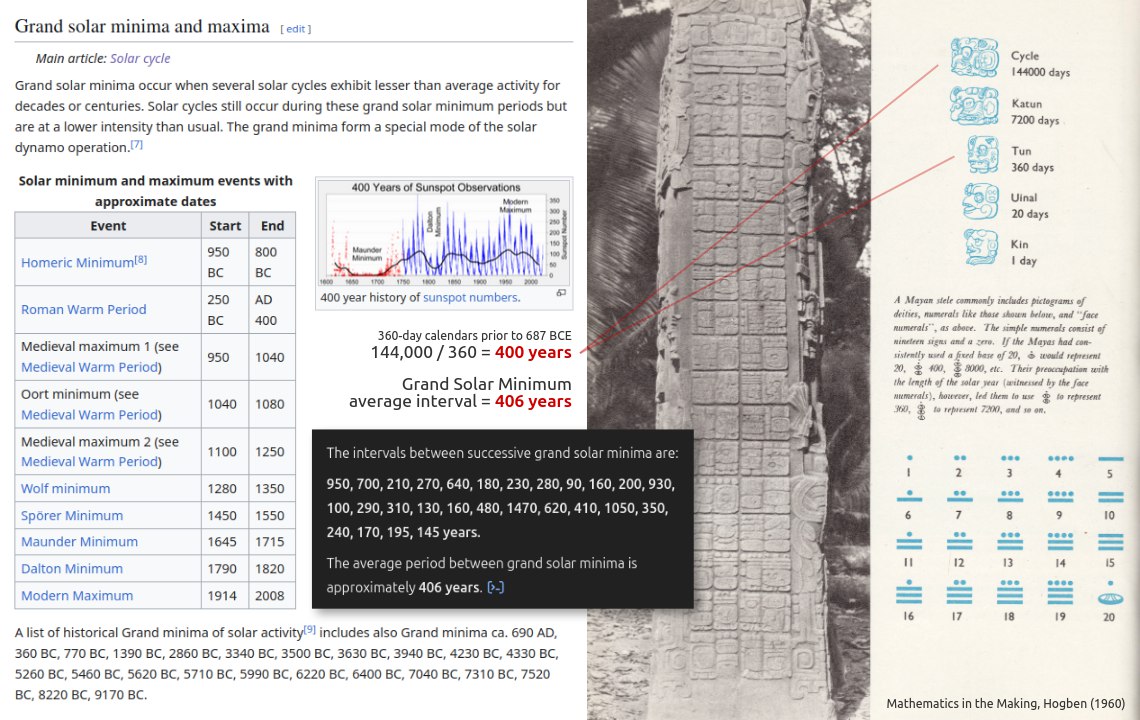 Grand solar minima and maxima [ edit ]
Main article: Solar cycle
Grand solar minima occur when several solar cycles exhibit lesser than average activity for
decades or centuries. Solar cycles still occur during these grand solar minimum periods but
are at a lower intensity than usual. The grand minima form a special mode of the solar
dynamo operation.[7]
Solar minimum and maximum events with
approximate dates
Event Start End
Homeric Minimum[8] 950 BC 800 BC
Roman Warm Period 250 BC AD 400
Medieval maximum 1 (see Medieval Warm Period) 950 1040
Oort minimum (see Medieval Warm Period) 1040 1080
Medieval maximum 2 (see Medieval Warm Period) 1100 1250
Wolf minimum 1280 1350
Spörer Minimum 1450 1550
Maunder Minimum 1645 1715
Dalton Minimum 1790 1820
Modern Maximum 1914 2008
400 Years of Sunspot Observations
Modern
Maximum
Dalton
Minimum
Maunder
Minimum
350
300
250
200
150
100
50
0
Sunspot Number
1600 1650 1700 1750 1800 1850 1900 1950 2000
400 year history of sunspot numbers.
360-day calendars prior to 687 BCE
144,000 / 360 = 400 years
Grand Solar Minimum
average interval = 406 years
The intervals between successive grand solar minima are:
950, 700, 210, 270, 640, 180, 230, 280, 90, 160, 200, 930,
100, 290, 310, 130, 160, 480, 1470, 620, 410, 1050, 350,
240, 170, 195, 145 years.
The average period between grand solar minima is
approximately 406 years. [>-]
A list of historical Grand minima of solar activity[9] includes also Grand minima ca. 690 AD,
360 BC, 770 BC, 1390 BC, 2860 BC, 3340 BC, 3500 BC, 3630 BC, 3940 BC, 4230 BC, 4330 BC,
5260 BC, 5460 BC, 5620 BC, 5710 BC, 5990 BC, 6220 BC, 6400 BC, 7040 BC, 7310 BC, 7520
BC, 8220 BC, 9170 BC.
Cycle
144000 days
Katun
7200 days
Tun
360 days
Uinal
20 days
Kin
1 day
A Mayan stele commonly includes pictograms of
deities, numerals like those shown below, and "face
numerals", as above. The simple numerals consist of
nineteen signs and a zero. If the Mayas had con-
sistently used a fixed base of 20, would represent
20, 400, 8000, etc. Their preoccupation with
the length of the solar year (witnessed by the face
numerals), however, led them to use to represent
360, to represent 7200, and so on.
1 2 3 4 5
6 7 8 9 10
11 12 13 14 15
16 17 18 19 20
Mathematics in the Making, Hogben (1960)